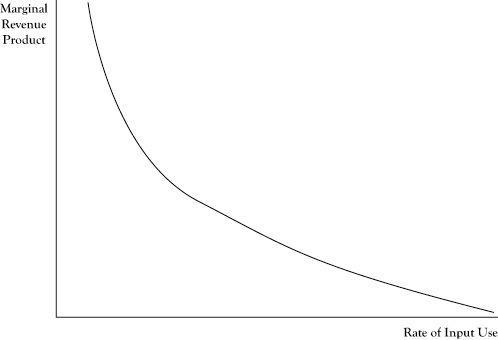 Marginal
Revenue
Product
Rate of Input Use